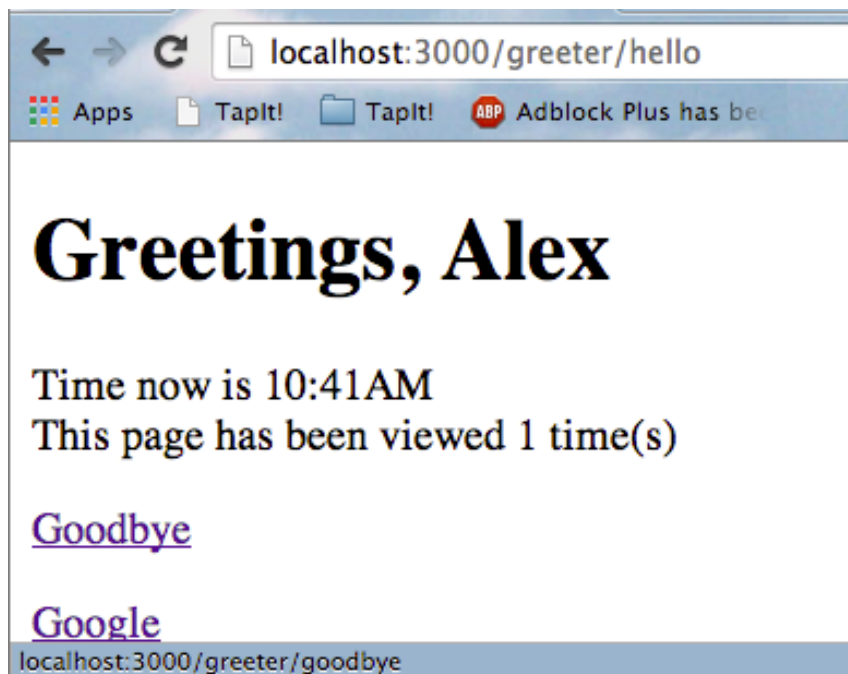 localhost:3000/greeter/hello
Apps TapIt! TapIt! ABP Adblock Plus has be
Greetings, Alex
Time now is 10:41AM
This page has been viewed 1 time(s)
Goodbye
Google
localhost:3000/greeter/goodbye